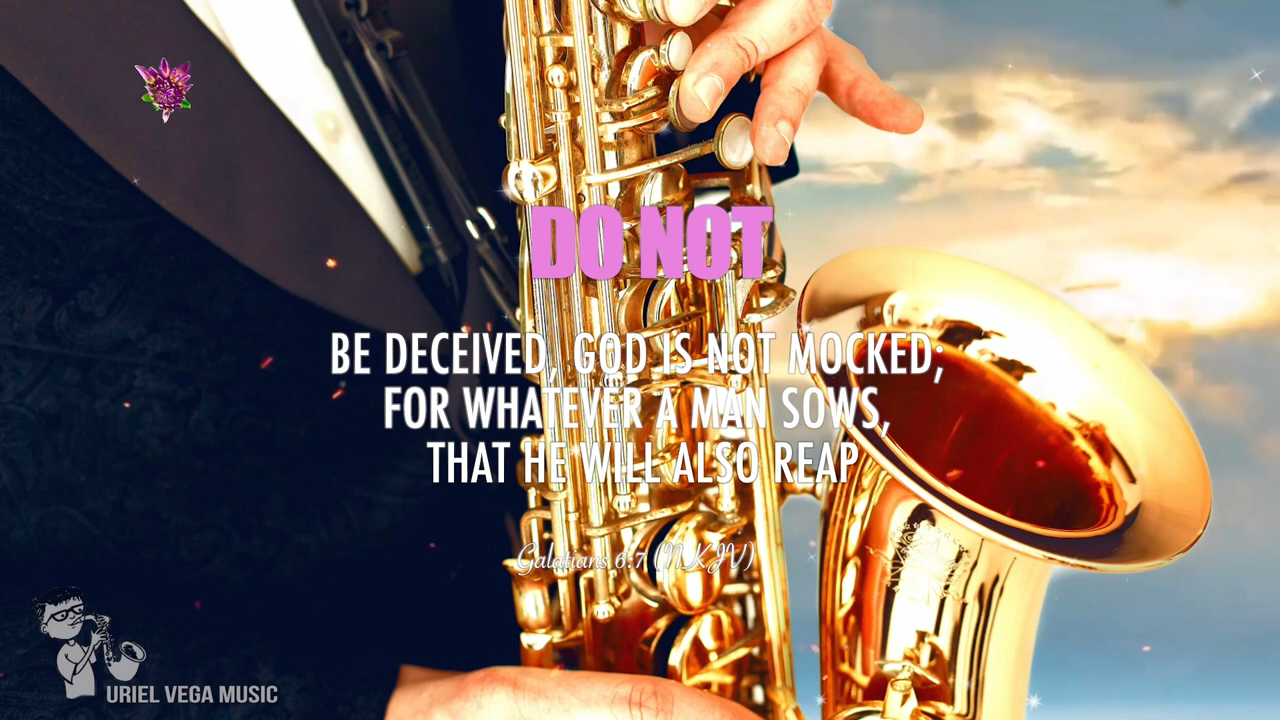 DO NOT
BE DECEIVED, GOD IS NOT MOCKED;
FOR WHATEVER A MAN SOWS,
THAT HE WILL ALSO REAP
Galatians 6:7 (NKJV)
URIEL VEGA MUSIC